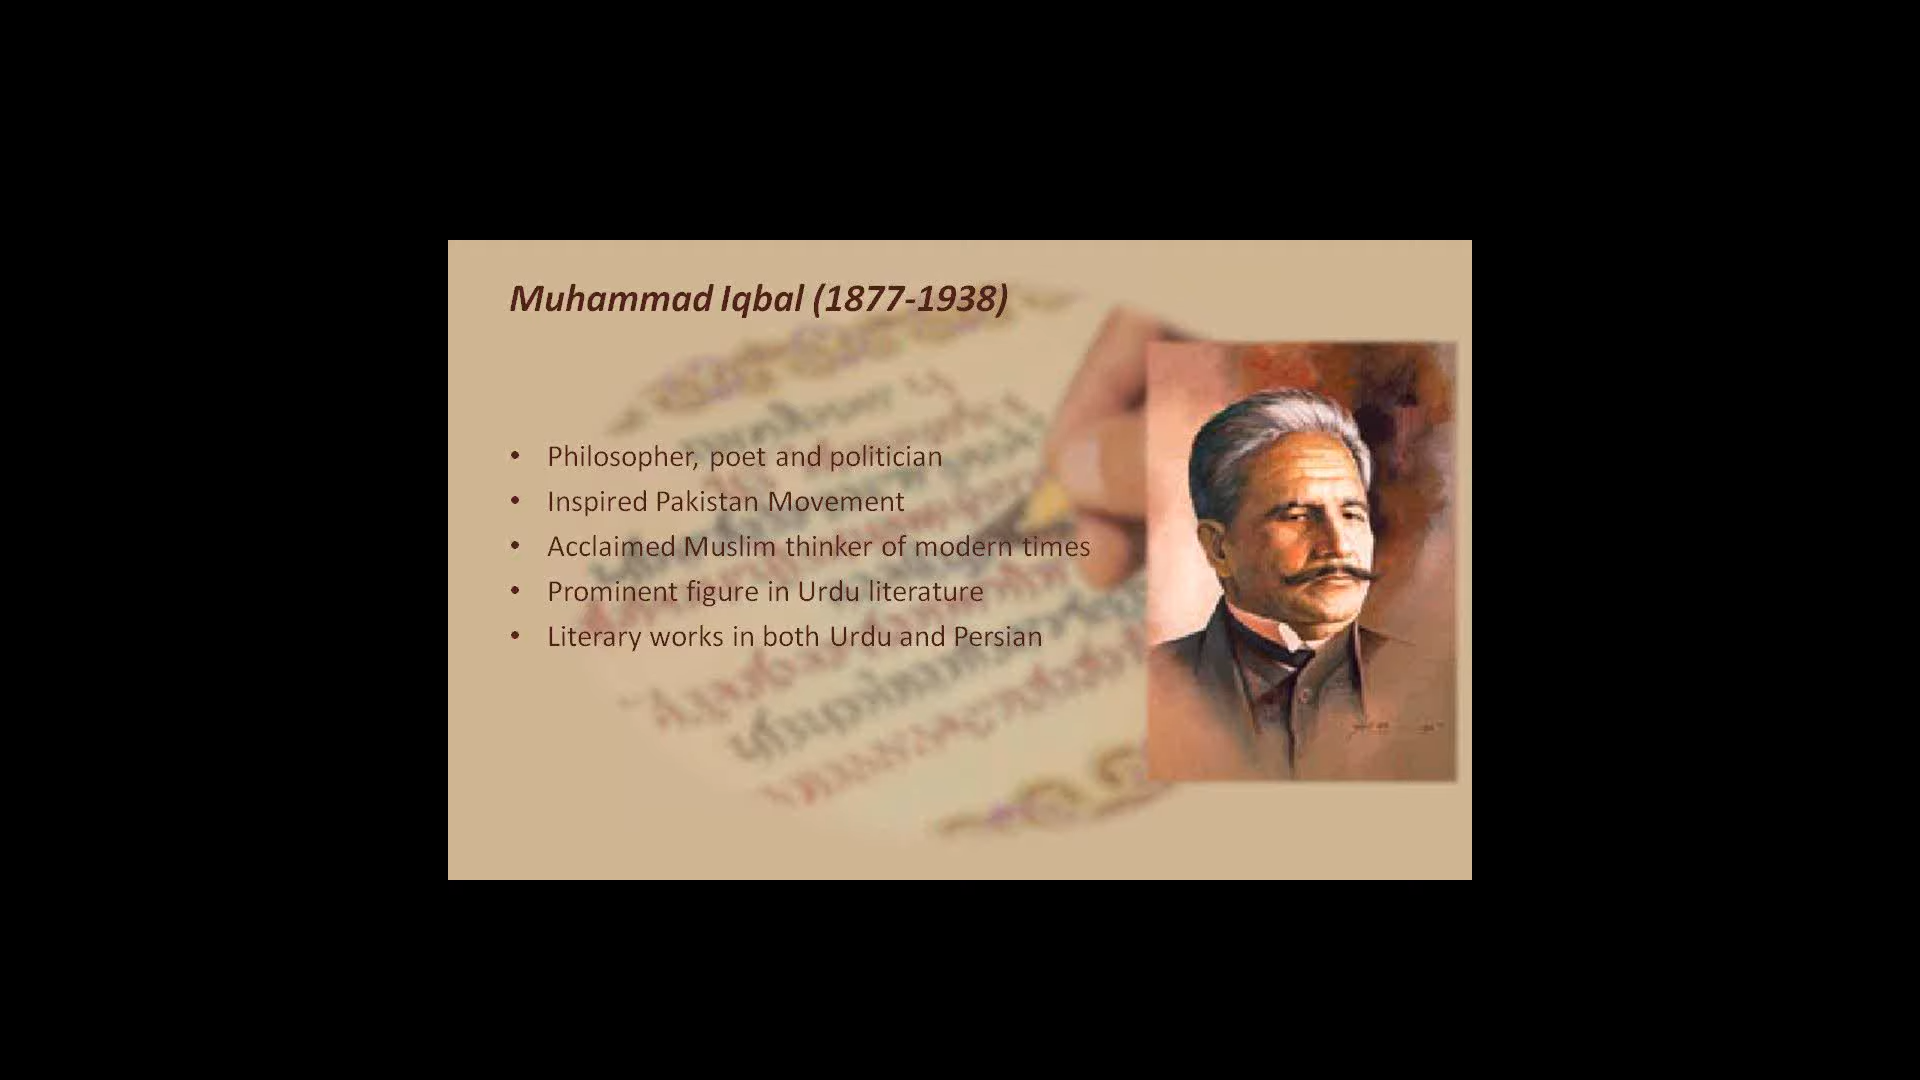 Muhammad Iqbal (1877-1938)
• Philosopher, poet and politician
• Inspired Pakistan Movement
• Acclaimed Muslim thinker of modern times
• Prominent figure in Urdu literature
• Literary works in both Urdu and Persian